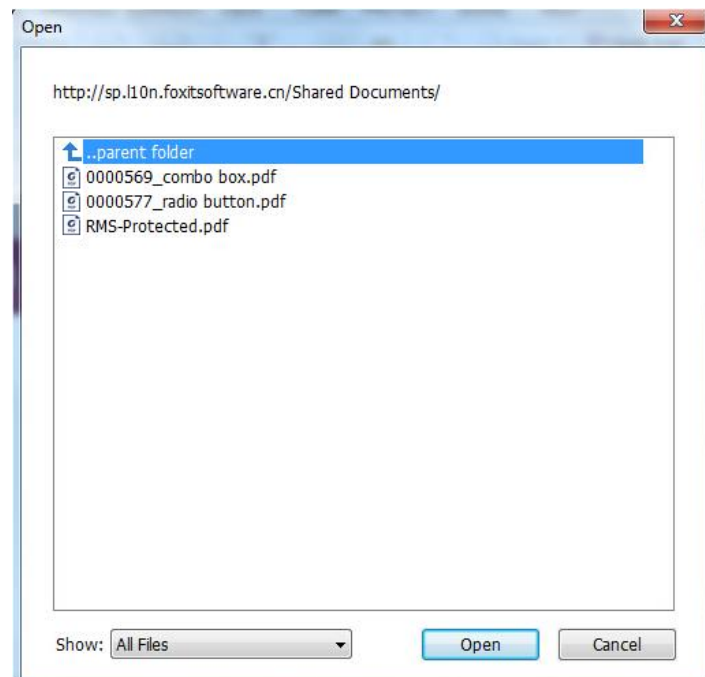 Open
http://sp.l10n.foxitsoftware.cn/Shared Documents/
..parent folder
0000569_combo box.pdf
0000577_radio button.pdf
RMS-Protected.pdf
Show: All Files Open Cancel